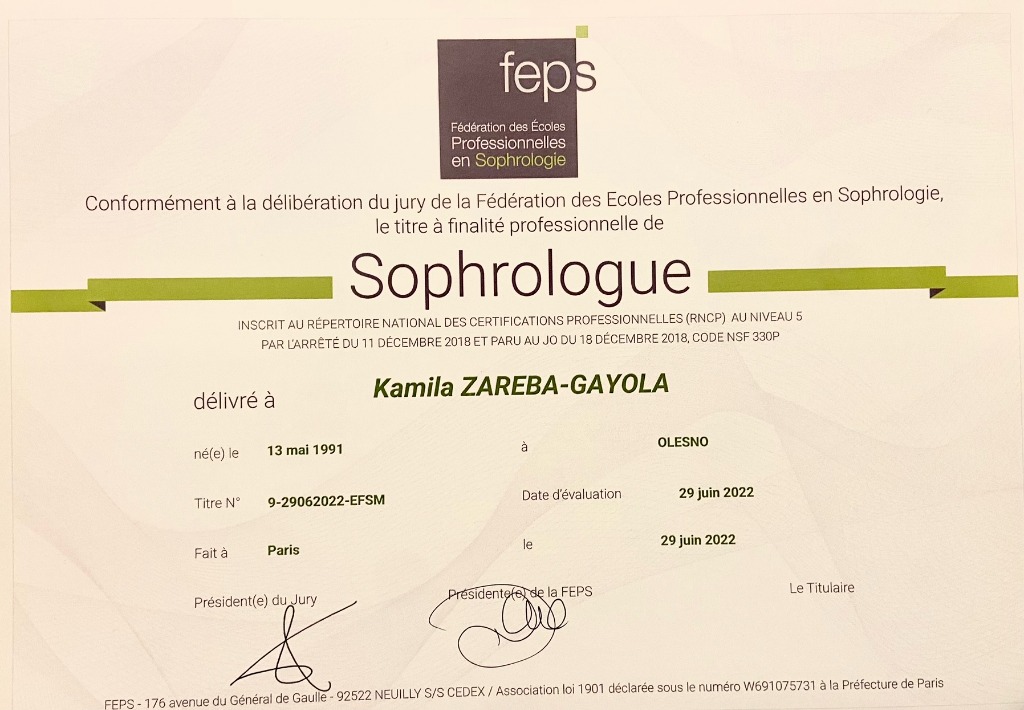 feps
Fédération des Écoles
Professionnelles
en Sophrologie
Conformément à la délibération du jury de la Fédération des Ecoles Professionnelles en Sophrologie,
le titre à finalité professionnelle de
Sophrologue
INSCRIT AU RÉPERTOIRE NATIONAL DES CERTIFICATIONS PROFESSIONNELLES (RNCP) AU NIVEAU 5
PAR L'ARRÊTÉ DU 11 DÉCEMBRE 2018 ET PARU AU JO DU 18 DÉCEMBRE 2018, CODE NSF 330P
délivré à Kamila ZAREBA-GAYOLA
né(e) le 13 mai 1991 à OLESNO
Titre N° 9-29062022-EFSM Date d'évaluation 29 juin 2022
Fait à Paris le 29 juin 2022
Président(e) du Jury Présidente(e) de la FEPS Le Titulaire
FEPS - 176 avenue du Général de Gaulle - 92522 NEUILLY S/S CEDEX / Association loi 1901 déclarée sous le numéro W691075731 à la Préfecture de Paris